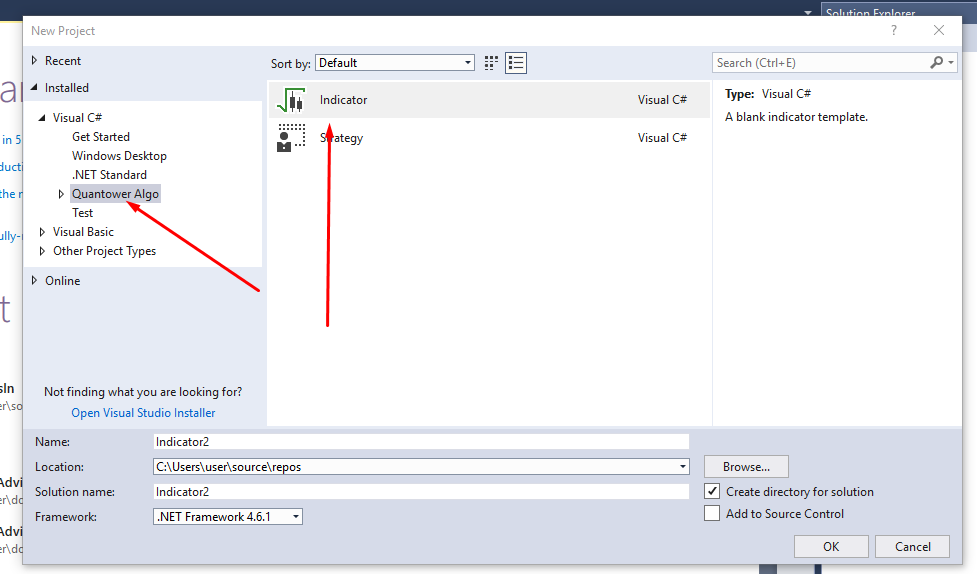 Solution Explorer
New Project
?
Recent
Installed
Visual C#
Get Started
Windows Desktop
.NET Standard
Quantower Algo
Test
Visual Basic
Other Project Types
Online
Not finding what you are looking for?
Open Visual Studio Installer
Sort by: Default
Indicator Visual C#
Strategy Visual C#
Search (Ctrl+E)
Type: Visual C#
A blank indicator template.
Name: Indicator2
Location: C:\Users\user\source\repos
Browse...
Solution name: Indicator2
Create directory for solution
Framework: .NET Framework 4.6.1
Add to Source Control
OK Cancel
in 5
the